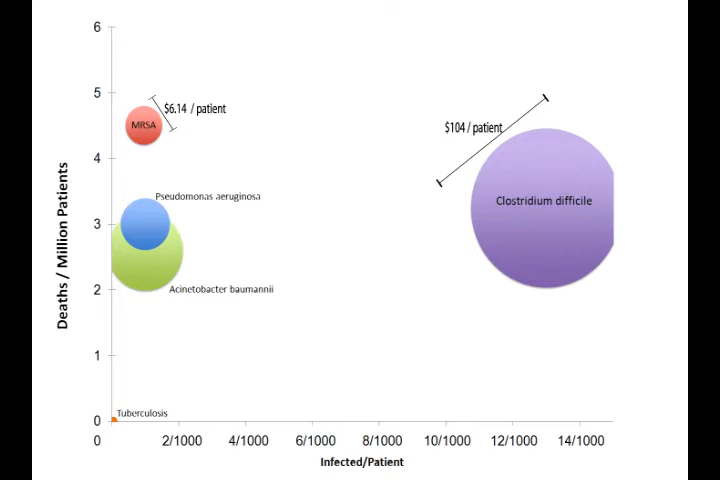 6
5
$6.14 / patient
MRSA
$104 / patient
4
Pseudomonas aeruginosa
Clostridium difficile
3
Deaths / Million Patients
2
Acinetobacter baumannii
1
Tuberculosis
0
0 2/1000 4/1000 6/1000 8/1000 10/1000 12/1000 14/1000
Infected/Patient